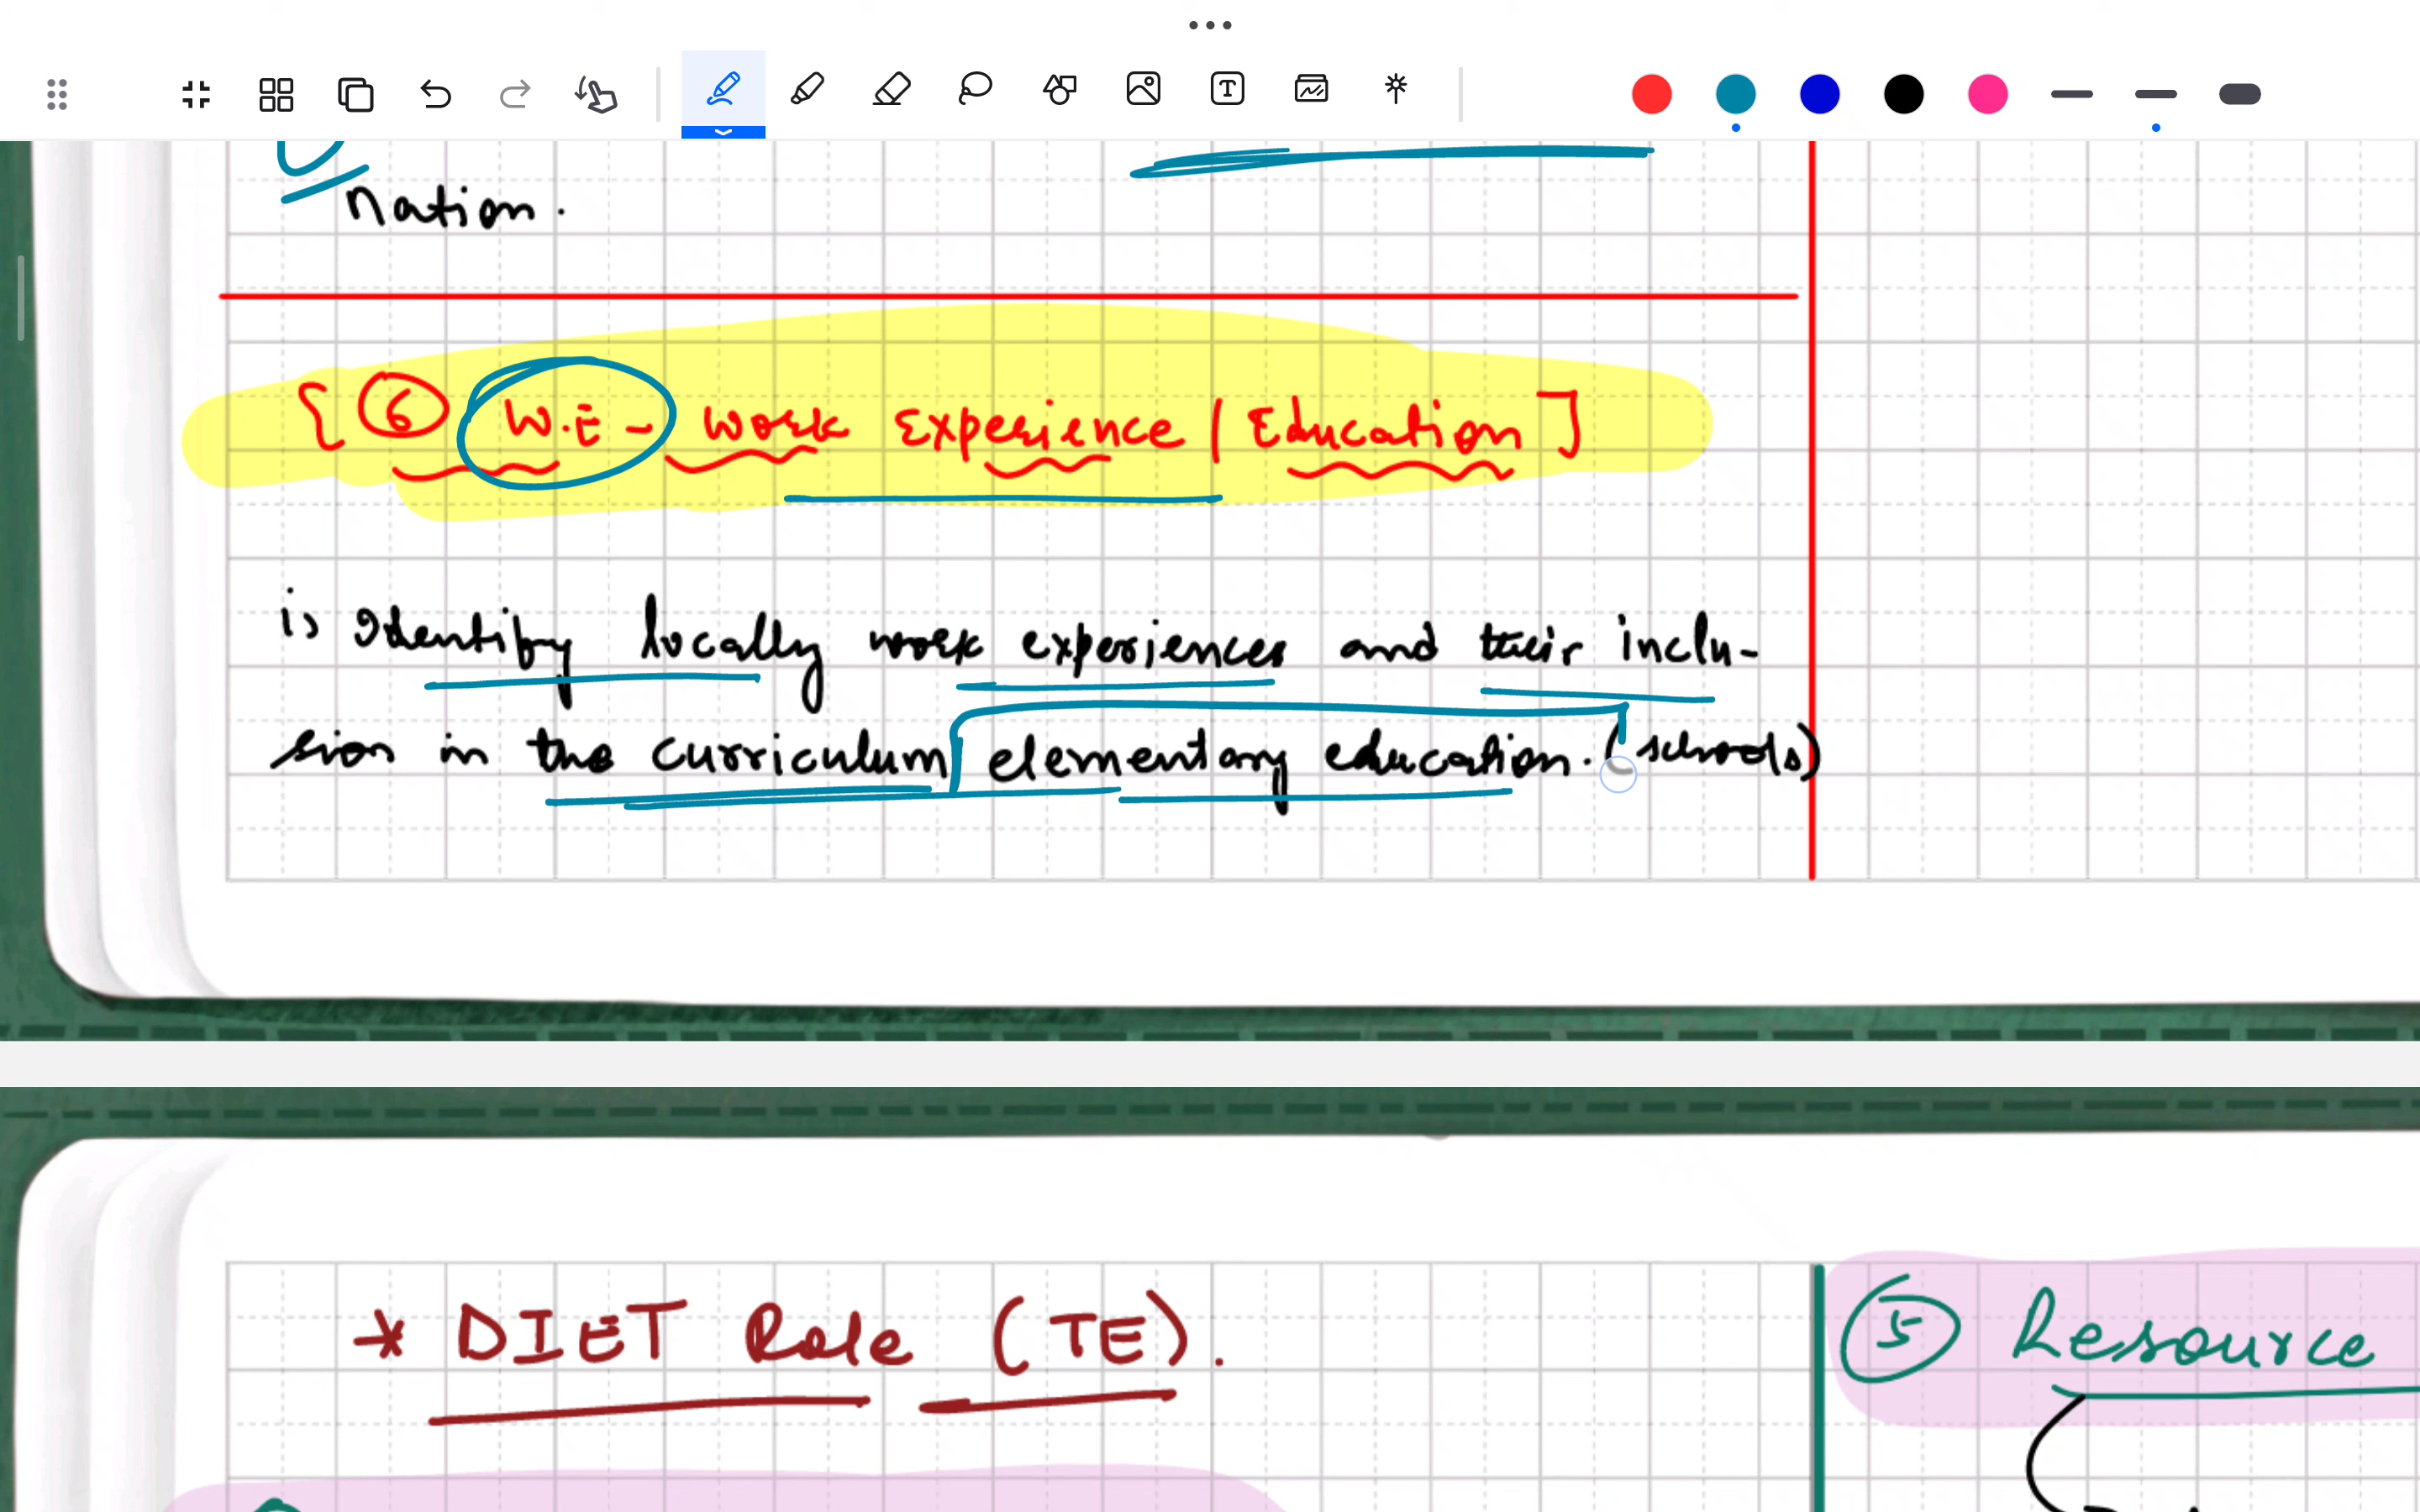 Nation.
{ 6 W.E - Work Experience | Education ]
is Identify locally work experiences and their inclu-
sion in the curriculum elementary education. (schools)
* DIET Role (TE).
5 Resource